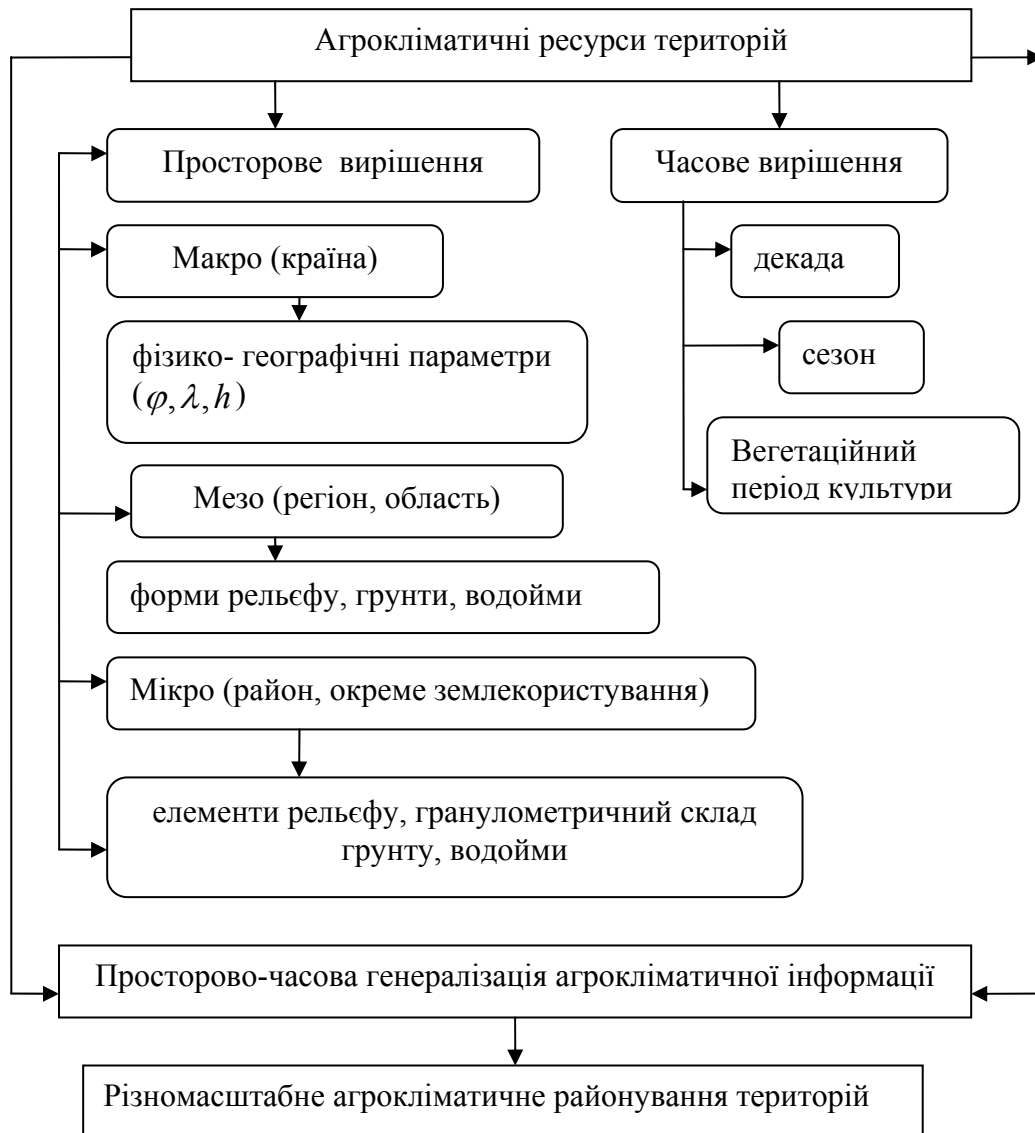 Агрокліматичні ресурси територій
Просторове вирішення
Часове вирішення
Макро (країна)
декада
фізико- географічні параметри
(φ, λ, h)
сезон
Вегетаційний
період культури
Мезо (регіон, область)
форми рельєфу, грунти, водойми
Мікро (район, окреме землекористування)
елементи рельєфу, гранулометричний склад
грунту, водойми
Просторово-часова генералізація агрокліматичної інформації
Різномасштабне агрокліматичне районування територій